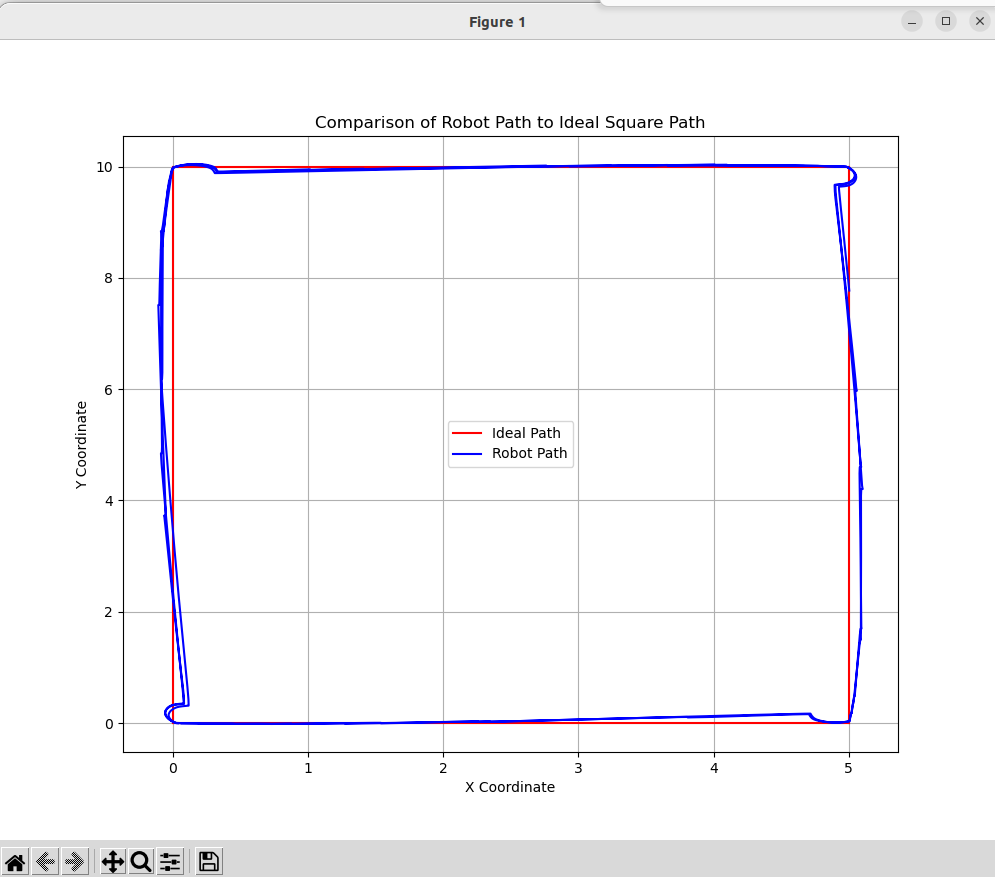 Figure 1
Comparison of Robot Path to Ideal Square Path
10
8
6
4
2
0
Y Coordinate
Ideal Path
Robot Path
0 1 2 3 4 5
X Coordinate